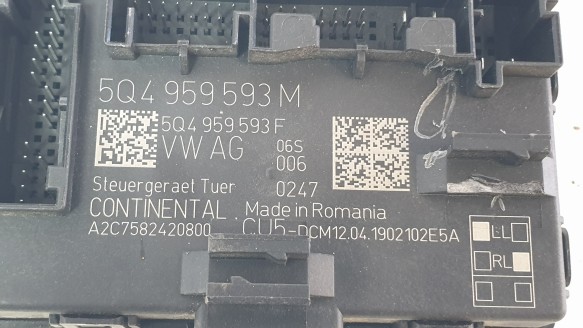 5Q4 959 593 M
5Q4 959 593 F
VW AG 06S
006
Steuergeraet Tuer 0247
CONTINENTAL Made in Romania
A2C7582420800 CU5-DCM12.04.1902102E5A
LL
RL